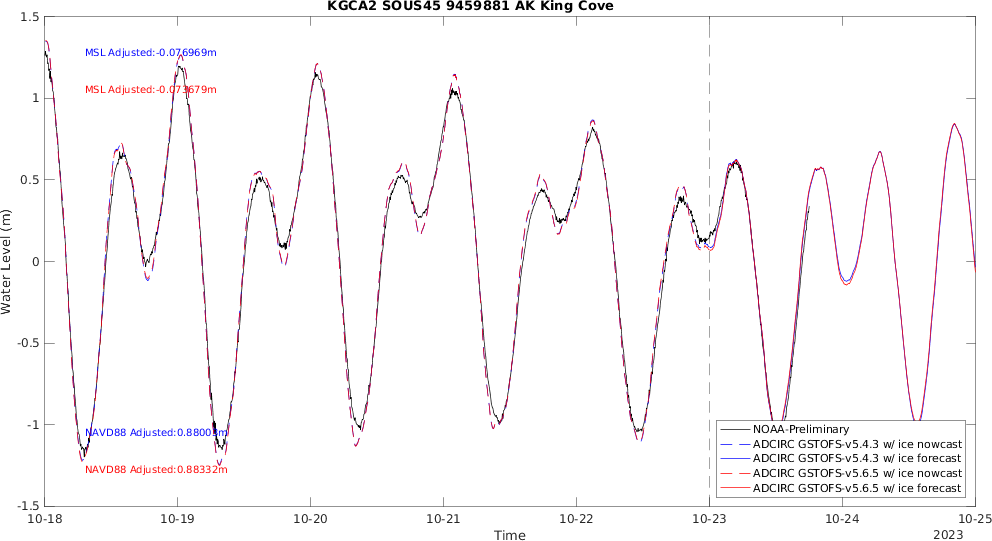 KGCA2 SOUS45 9459881 AK King Cove
1.5
MSL Adjusted:-0.076969m
MSL Adjusted:-0.073679m
1
0.5
0
-0.5
-1
-1.5
Water Level (m)
NAVD88 Adjusted:0.88003m
NAVD88 Adjusted:0.88332m
NOAA-Preliminary
ADCIRC GSTOFS-v5.4.3 w/ ice nowcast
ADCIRC GSTOFS-v5.4.3 w/ ice forecast
ADCIRC GSTOFS-v5.6.5 w/ ice nowcast
ADCIRC GSTOFS-v5.6.5 w/ ice forecast
10-18 10-19 10-20 10-21 10-22 10-23 10-24 10-25
Time
2023